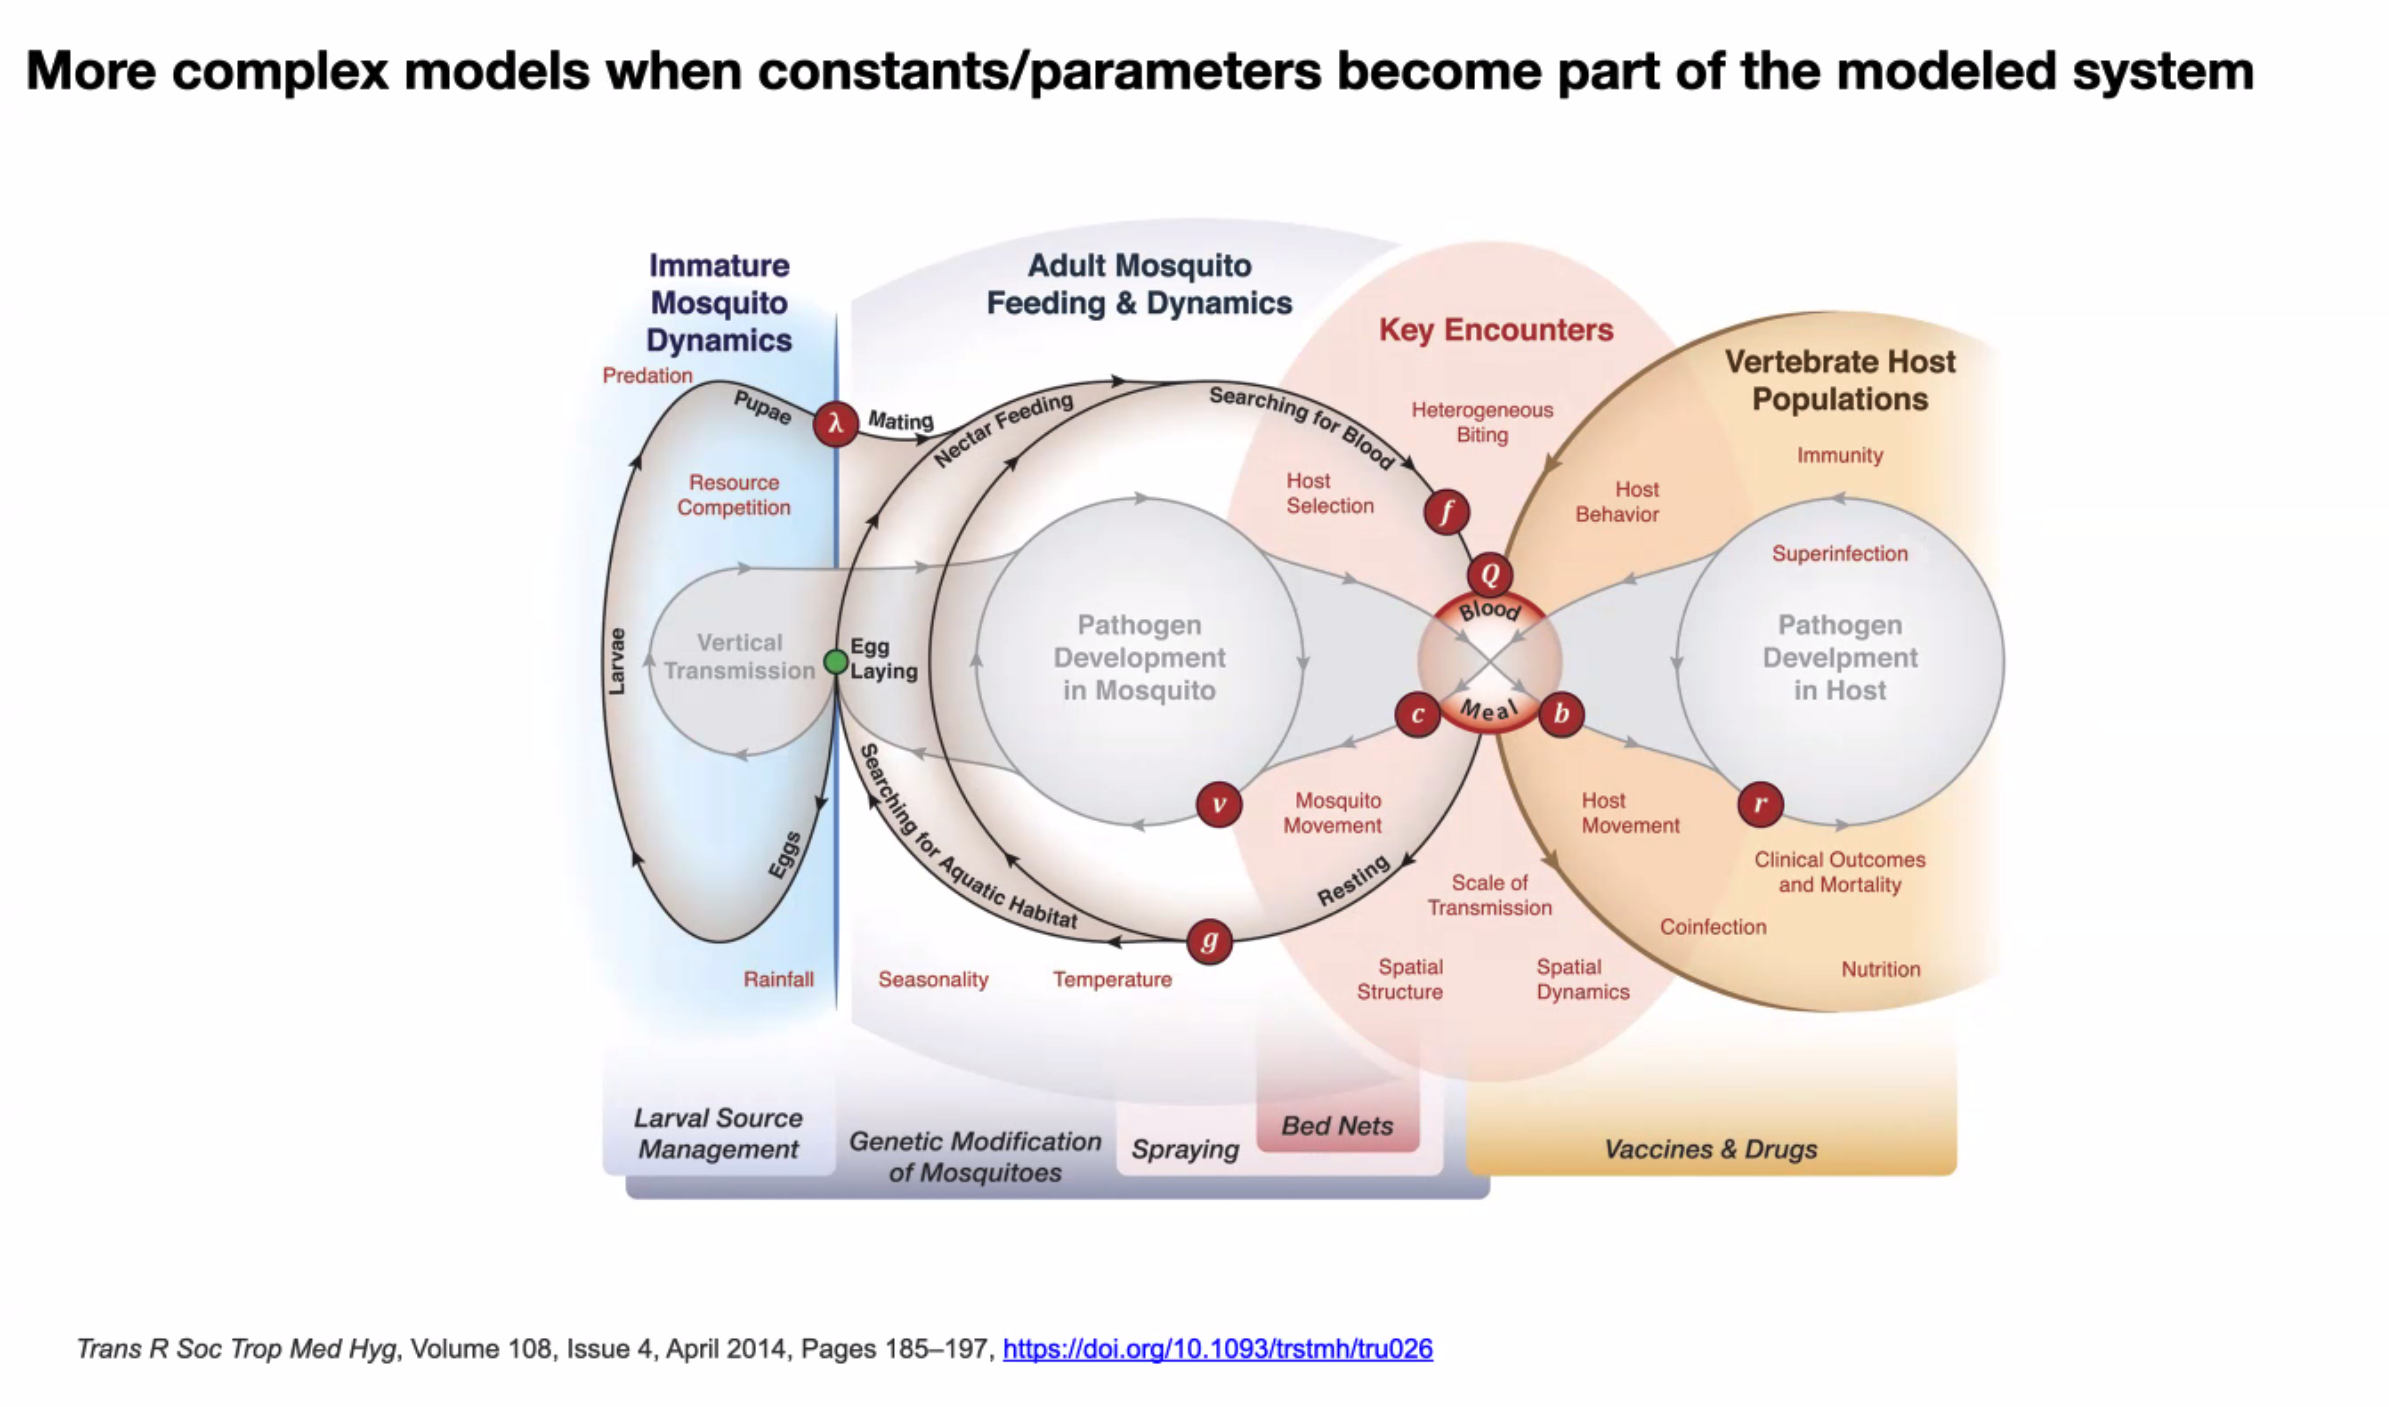 More complex models when constants/parameters become part of the modeled system
Immature
Mosquito
Dynamics
Adult Mosquito
Feeding & Dynamics
Key Encounters
Vertebrate Host
Populations
Predation
Pupae
λ
Mating
Nectar Feeding
Searching for Blood
Heterogeneous
Biting
Immunity
Resource
Competition
Host
Selection
f
Host
Behavior
Superinfection
Q
Blood
Larvae
Vertical
Transmission
Egg
Laying
Pathogen
Development
in Mosquito
Pathogen
Develpment
in Host
c
Meal
b
Searching for Aquatic Habitat
v
Mosquito
Movement
Host
Movement
r
Eggs
Resting
Scale of
Transmission
Clinical Outcomes
and Mortality
Coinfection
g
Rainfall
Seasonality
Temperature
Spatial
Structure
Spatial
Dynamics
Nutrition
Larval Source
Management
Genetic Modification
of Mosquitoes
Spraying
Bed Nets
Vaccines & Drugs
Trans R Soc Trop Med Hyg, Volume 108, Issue 4, April 2014, Pages 185–197, https://doi.org/10.1093/trstmh/tru026